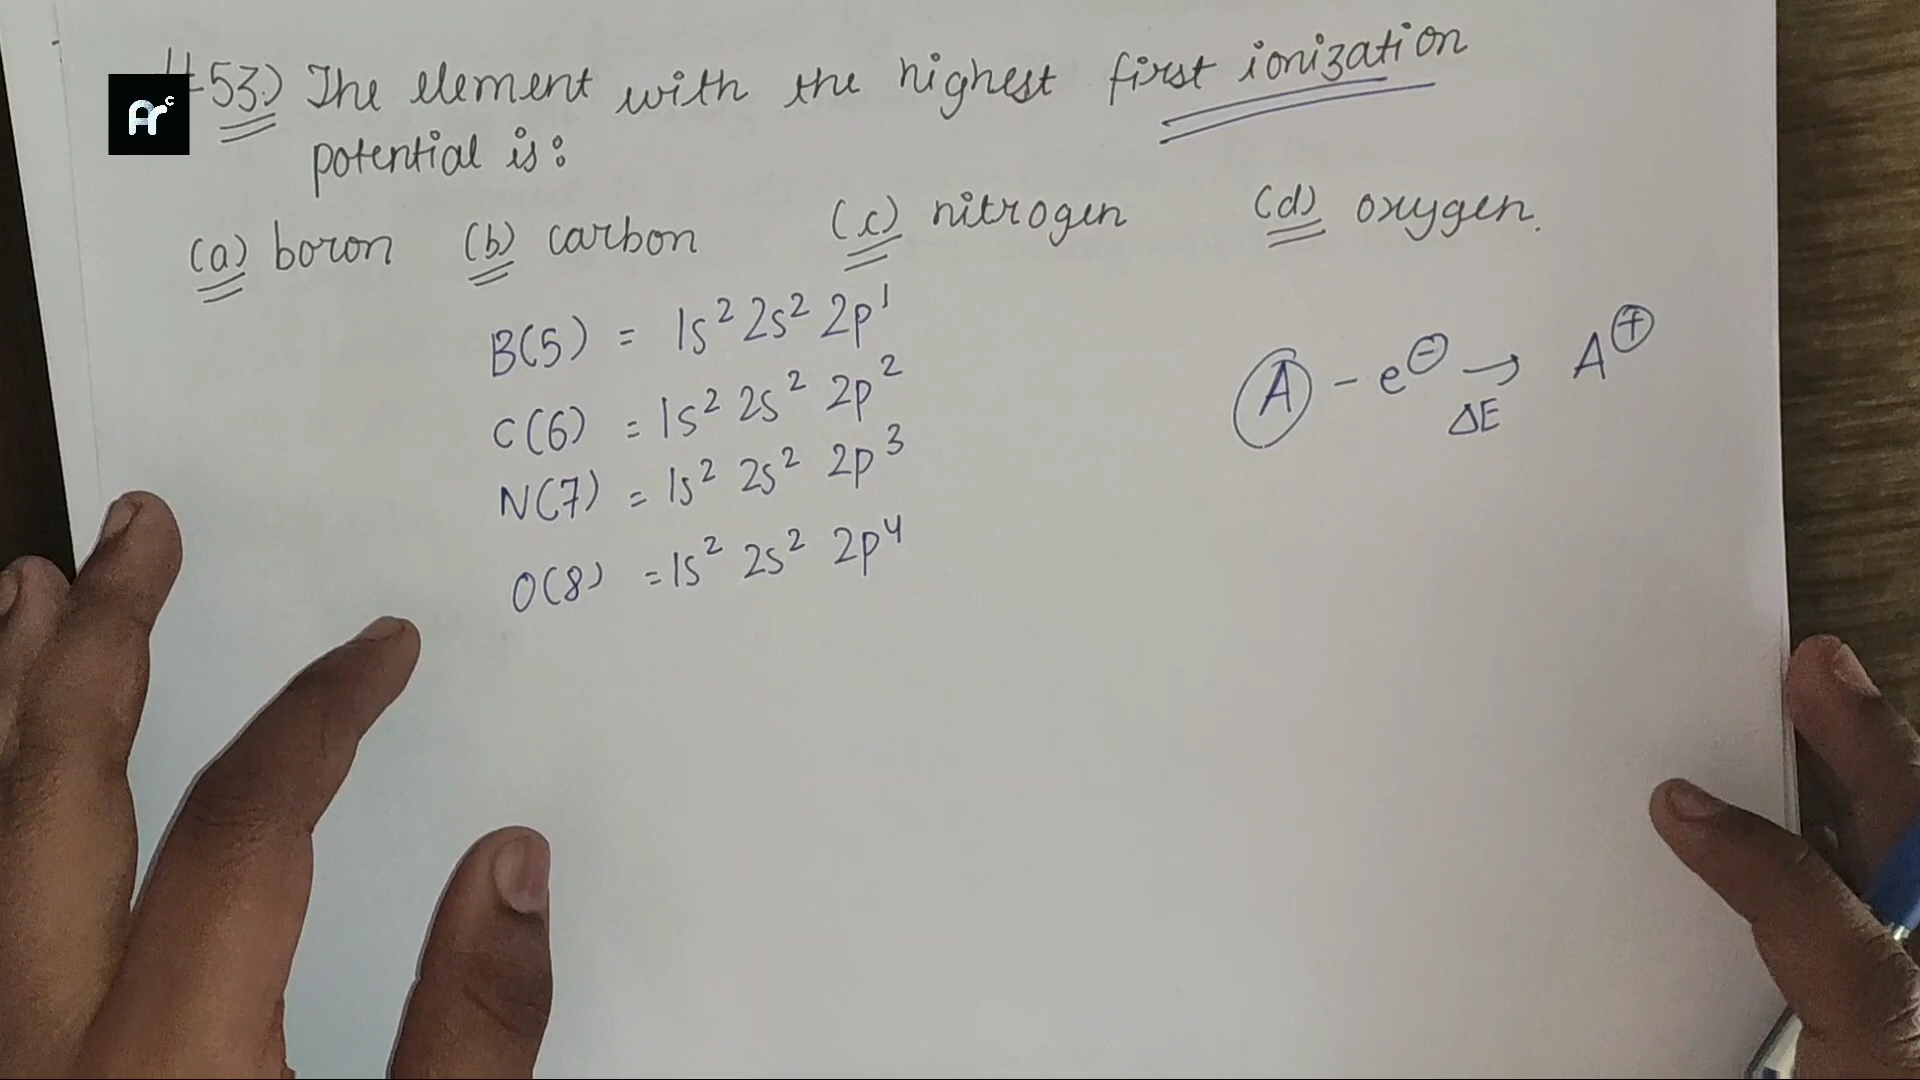 453.) The element with the highest first ionization
potential is:
(a) boron (b) carbon (c) nitrogen (d) oxygen.
B(5) = 1s² 2s² 2p¹
C(6) = 1s² 2s² 2p²
N(7) = 1s² 2s² 2p³
O(8) = 1s² 2s² 2p⁴
A - e⊖ → A⊕
ΔE
Ar c